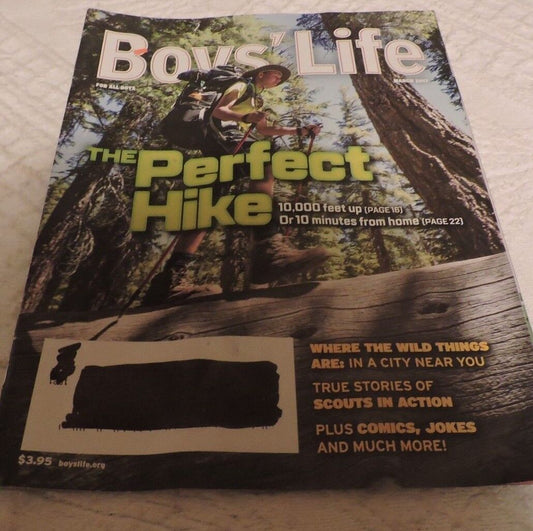 Boys' Life
FOR ALL BOYS
MARCH 2013
THE Perfect
Hike
10,000 feet up (PAGE 16)
Or 10 minutes from home (PAGE 22)
WHERE THE WILD THINGS
ARE: IN A CITY NEAR YOU
TRUE STORIES OF
SCOUTS IN ACTION
PLUS COMICS, JOKES
AND MUCH MORE!
$3.95 boyslife.org